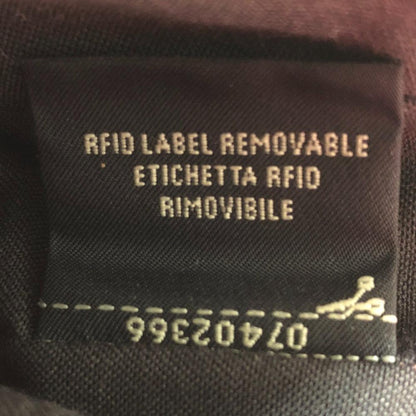 RFID LABEL REMOVABLE
ETICHETTA RFID
RIMOVIBILE
07402366